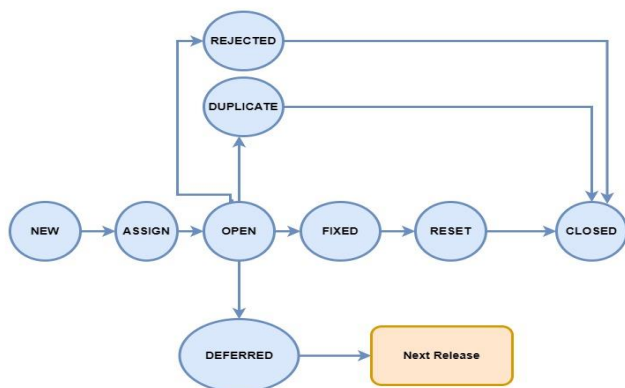 REJECTED
DUPLICATE
NEW
ASSIGN
OPEN
FIXED
RESET
CLOSED
DEFERRED
Next Release